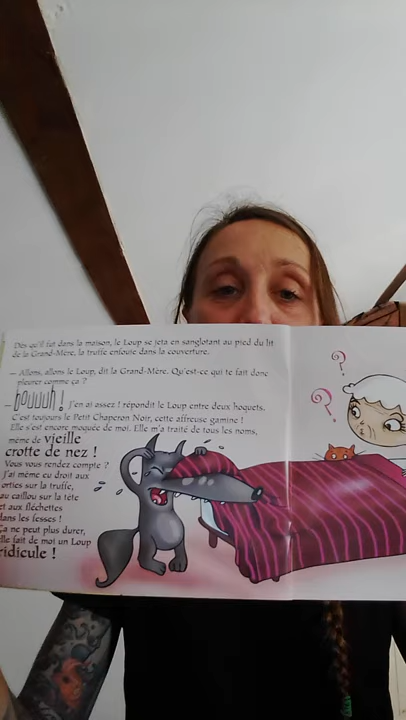 Dès qu'il fut dans la maison, le Loup se jeta en sanglotant au pied du lit
de la Grand-Mère, la truffe enfouie dans la couverture.
— Allons, allons le Loup, dit la Grand-Mère. Qu'est-ce qui te fait donc
pleurer comme ça ?
— bouuuh ! J'en ai assez ! répondit le Loup entre deux hoquets.
C'est toujours le Petit Chaperon Noir, cette affreuse gamine !
Elle s'est encore moquée de moi. Elle m'a traité de tous les noms,
même de vieille
crotte de nez !
Vous vous rendez compte ?
J'ai même eu droit aux
orties sur la truffe,
au caillou sur la tête
et aux fléchettes
dans les fesses !
Ça ne peut plus durer,
elle fait de moi un Loup
ridicule !
? ?